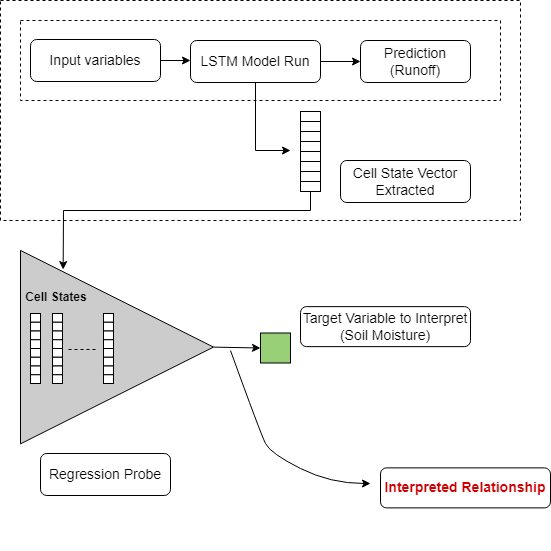 Input variables
LSTM Model Run
Prediction
(Runoff)
Cell State Vector
Extracted
Cell States
Target Variable to Interpret
(Soil Moisture)
Regression Probe
Interpreted Relationship